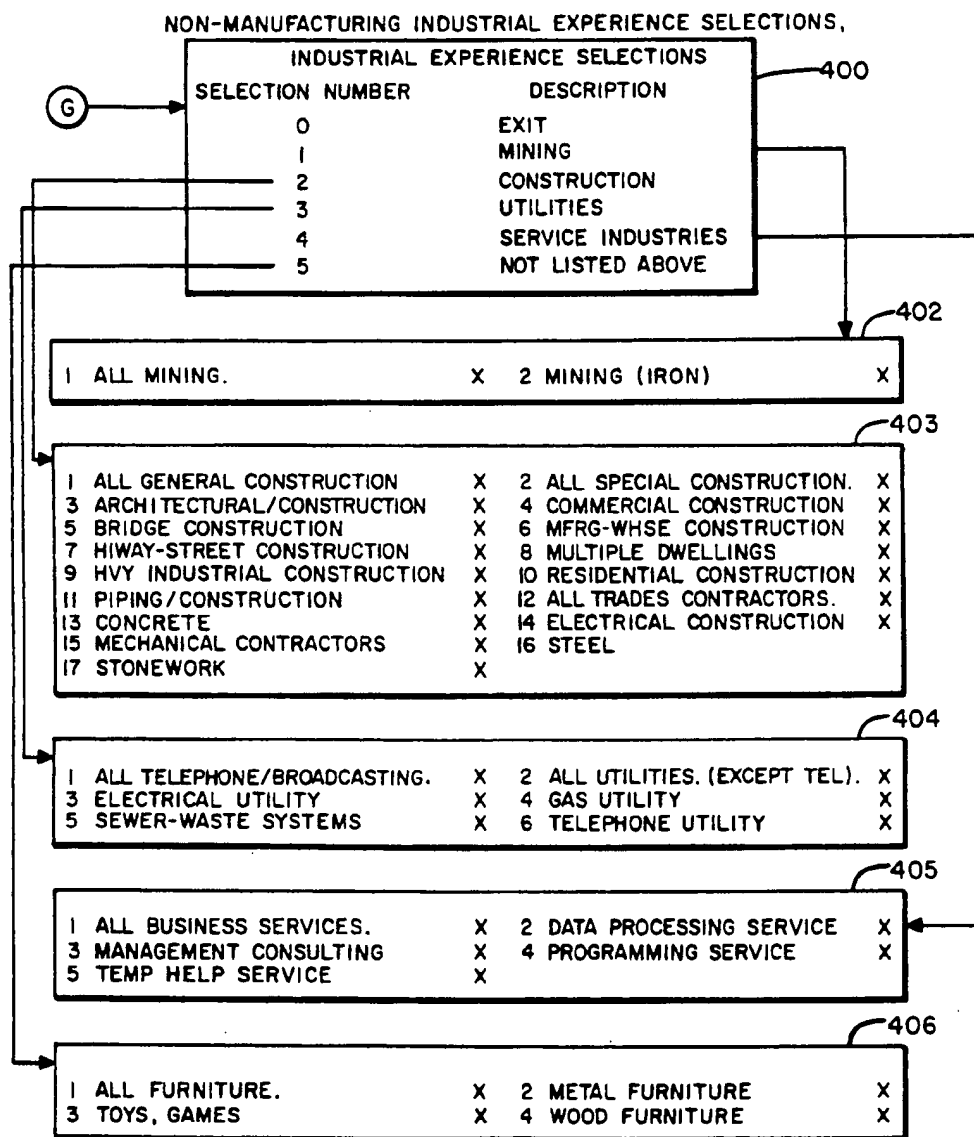 NON-MANUFACTURING INDUSTRIAL EXPERIENCE SELECTIONS,
INDUSTRIAL EXPERIENCE SELECTIONS
400
SELECTION NUMBER DESCRIPTION
G
0 EXIT
1 MINING
2 CONSTRUCTION
3 UTILITIES
4 SERVICE INDUSTRIES
5 NOT LISTED ABOVE
402
1 ALL MINING. X 2 MINING (IRON) X
403
1 ALL GENERAL CONSTRUCTION X 2 ALL SPECIAL CONSTRUCTION. X
3 ARCHITECTURAL/CONSTRUCTION X 4 COMMERCIAL CONSTRUCTION X
5 BRIDGE CONSTRUCTION X 6 MFRG-WHSE CONSTRUCTION X
7 HIWAY-STREET CONSTRUCTION X 8 MULTIPLE DWELLINGS X
9 HVY INDUSTRIAL CONSTRUCTION X 10 RESIDENTIAL CONSTRUCTION X
11 PIPING/CONSTRUCTION X 12 ALL TRADES CONTRACTORS. X
13 CONCRETE X 14 ELECTRICAL CONSTRUCTION X
15 MECHANICAL CONTRACTORS X 16 STEEL
17 STONEWORK X
404
1 ALL TELEPHONE/BROADCASTING. X 2 ALL UTILITIES. (EXCEPT TEL). X
3 ELECTRICAL UTILITY X 4 GAS UTILITY X
5 SEWER-WASTE SYSTEMS X 6 TELEPHONE UTILITY X
405
1 ALL BUSINESS SERVICES. X 2 DATA PROCESSING SERVICE X
3 MANAGEMENT CONSULTING X 4 PROGRAMMING SERVICE X
5 TEMP HELP SERVICE X
406
1 ALL FURNITURE. X 2 METAL FURNITURE X
3 TOYS, GAMES X 4 WOOD FURNITURE X